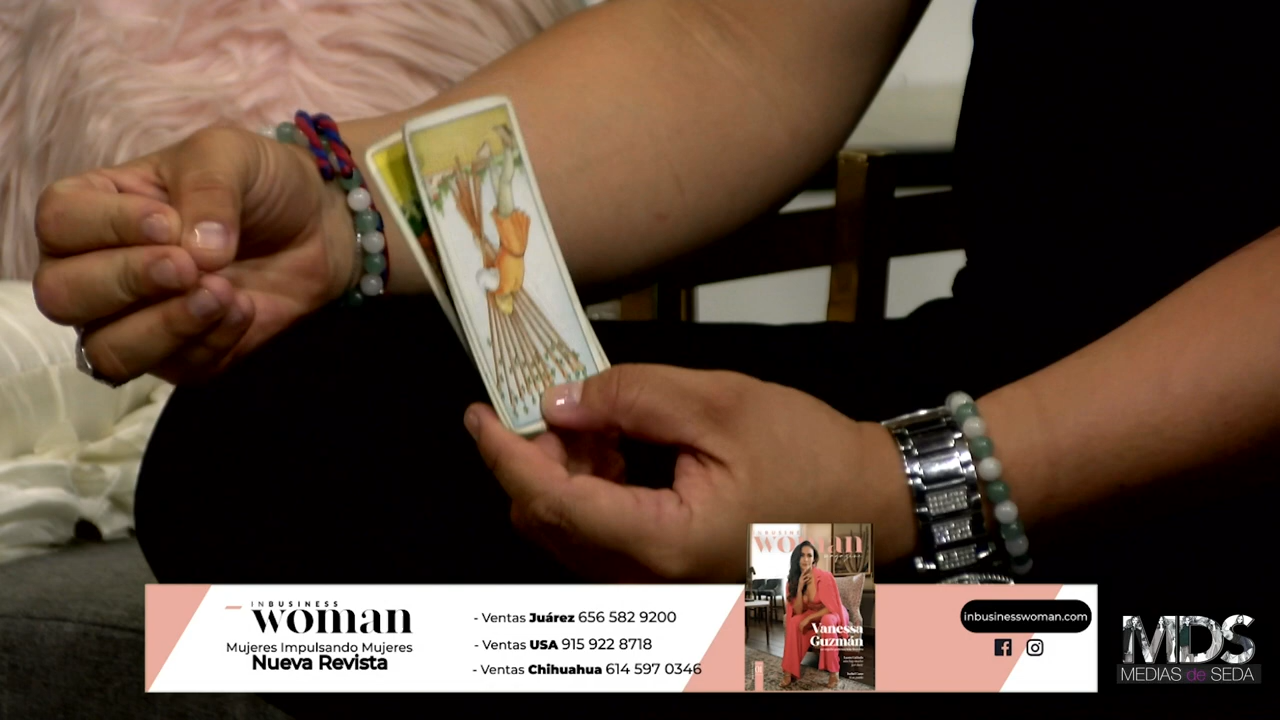 INBUSINESS
woman
Mujeres Impulsando Mujeres
Nueva Revista
- Ventas Juárez 656 582 9200
- Ventas USA 915 922 8718
- Ventas Chihuahua 614 597 0346
woman
Vanessa
Guzmán
inbusinesswoman.com
MDS
MEDIAS de SEDA